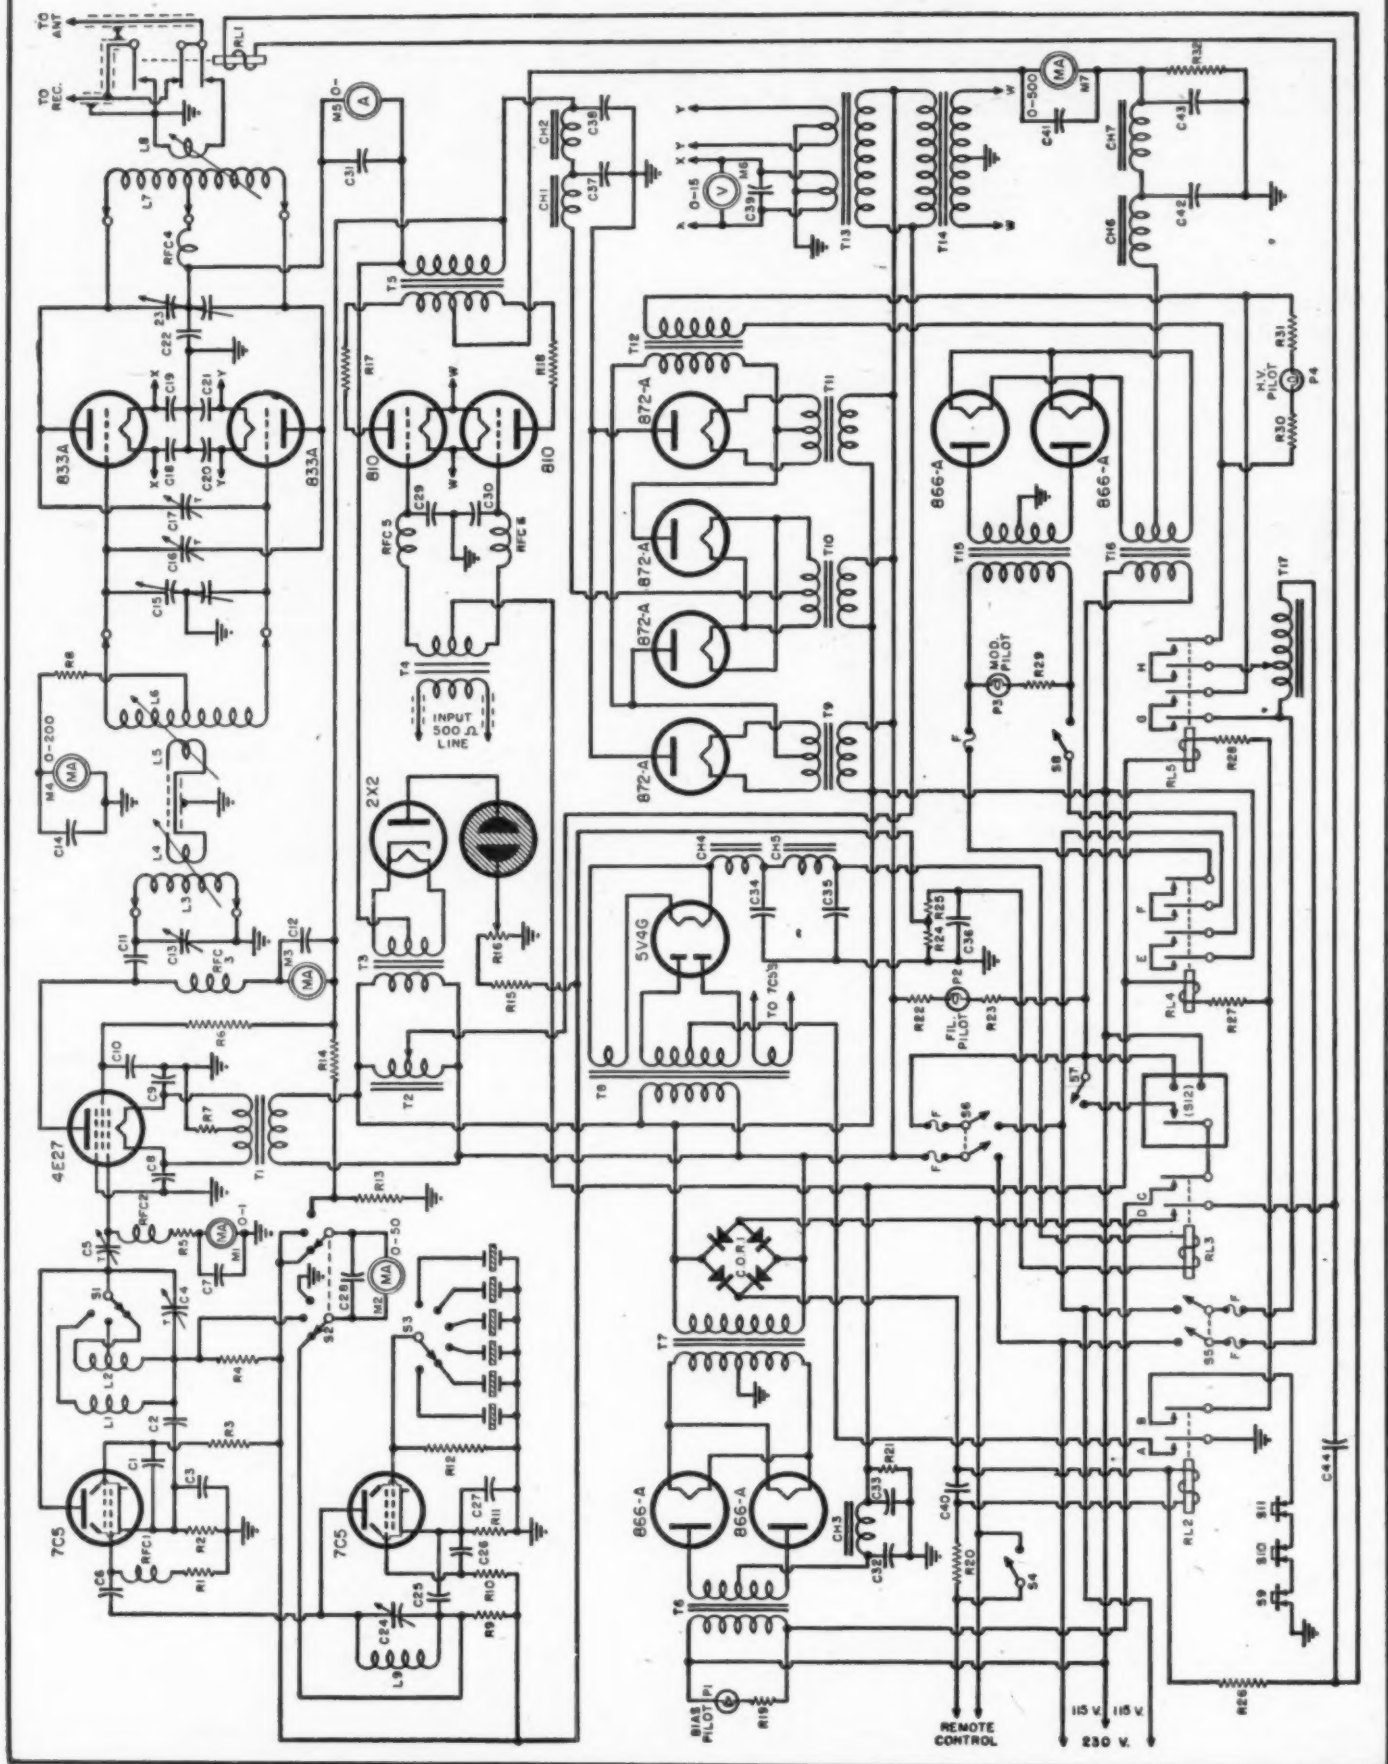 TO ANT
TO REC.
RL1
L8
L7
RFC4
M5 0-
A
C31
23
C22
833A
X
C19
C21
Y
X
C18
C20
Y
833A
C17
T
C16
T
C15
R8
L6
M4 0-200
MA
L5
C14
L4
L3
C11
C13
RFC 3
M3
C12
MA
4E27
C10
R6
C9
R7
C8
T1
R14
RFC2
C5
T
R5
MA
0-1
M1
C7
S1
C4
T
L2
L1
C2
R4
R3
C1
C3
7C5
R2
RFC1
R1
C6
R13
S2
C28
MA
M2
0-50
S3
R12
7C5
C27
R11
C26
R10
C25
R9
C24
L9
T5
R17
R18
810
W
W
810
C29
C30
RFC5
RFC6
T4
INPUT
500 Ω
LINE
2X2
T3
R16
R15
T2
CH2
C38
CH1
C37
Y
Y
X
X
0-15
V
M6
C39
T13
T14
W
W
0-500
MA
M7
C41
R32
C43
CH7
C42
CH6
T12
872-A
T11
872-A
T10
872-A
872-A
T9
R31
H.V. PILOT
P4
R30
866-A
866-A
T15
T16
T17
MOD. PILOT
P3
R29
F
S8
H
G
RL5
R28
F
E
RL4
R27
5V4G
CH4
CH5
C34
C35
TO 7C5'S
T8
R24
R25
C36
R22
P2
FIL. PILOT
R23
F
S6
F
S7
(S12)
D C
RL3
C.O.R.1
T7
866-A
866-A
CH3
C33
R21
C32
T6
BIAS PILOT
P1
R19
C40
R20
S4
REMOTE CONTROL
115 V.
115 V.
230 V.
S5
F
F
B
A
RL2
S11
S10
S9
C44
R26